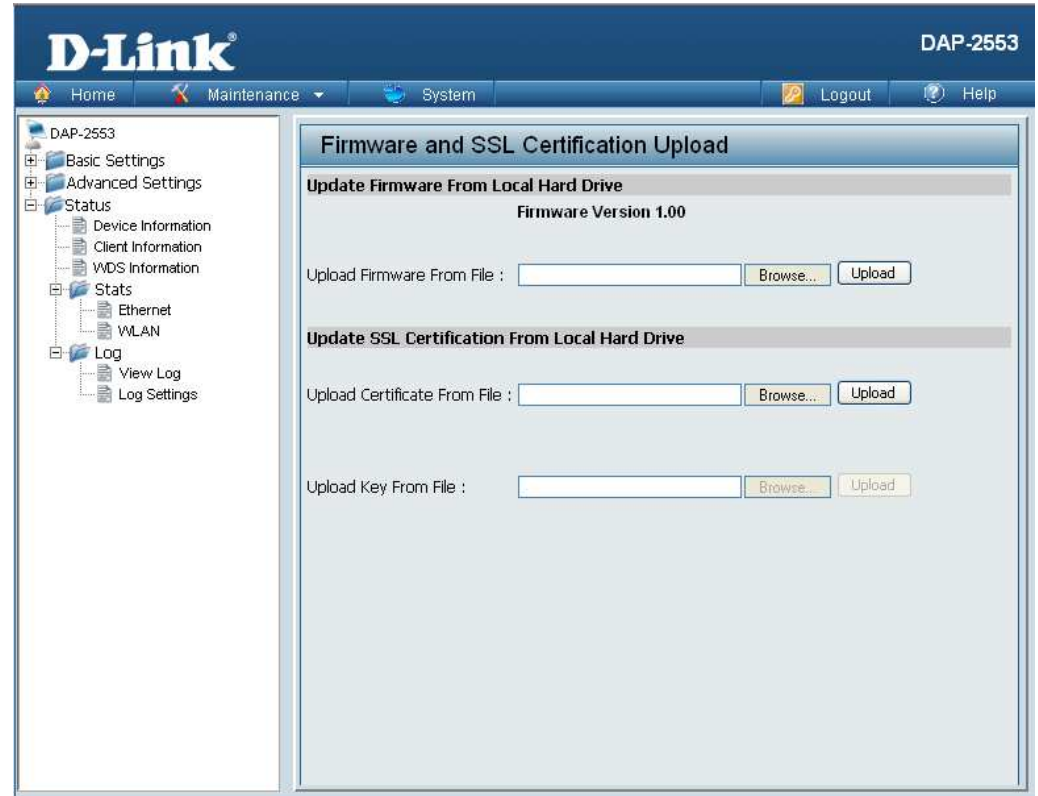 D-Link®
DAP-2553
Home
Maintenance
System
Logout
Help
DAP-2553
Basic Settings
Advanced Settings
Status
Device Information
Client Information
WDS Information
Stats
Ethernet
WLAN
Log
View Log
Log Settings
Firmware and SSL Certification Upload
Update Firmware From Local Hard Drive
Firmware Version 1.00
Upload Firmware From File : Browse... Upload
Update SSL Certification From Local Hard Drive
Upload Certificate From File : Browse... Upload
Upload Key From File : Browse... Upload